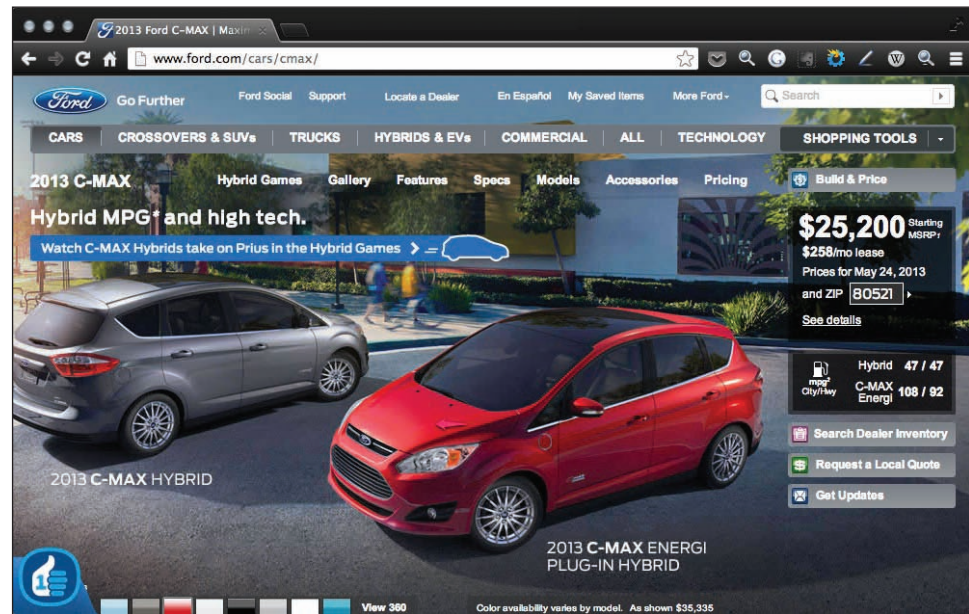 2013 Ford C-MAX | Maxim
www.ford.com/cars/cmax/
Ford Go Further Ford Social Support Locate a Dealer En Español My Saved Items More Ford Search
CARS CROSSOVERS & SUVs TRUCKS HYBRIDS & EVs COMMERCIAL ALL TECHNOLOGY SHOPPING TOOLS
2013 C-MAX Hybrid Games Gallery Features Specs Models Accessories Pricing Build & Price
Hybrid MPG* and high tech.
Watch C-MAX Hybrids take on Prius in the Hybrid Games
$25,200 Starting
MSRP¹
$258/mo lease
Prices for May 24, 2013
and ZIP 80521
See details
mpg²
City/Hwy
Hybrid 47 / 47
C-MAX
Energi 108 / 92
Search Dealer Inventory
Request a Local Quote
Get Updates
2013 C-MAX HYBRID
2013 C-MAX ENERGI
PLUG-IN HYBRID
1
View 360 Color availability varies by model. As shown $35,335